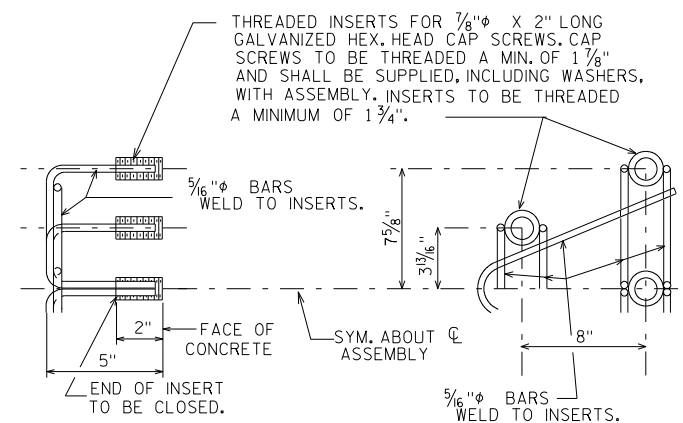 THREADED INSERTS FOR 7/8"φ X 2" LONG
GALVANIZED HEX. HEAD CAP SCREWS. CAP
SCREWS TO BE THREADED A MIN. OF 1 7/8"
AND SHALL BE SUPPLIED, INCLUDING WASHERS,
WITH ASSEMBLY. INSERTS TO BE THREADED
A MINIMUM OF 1 3/4".
5/16"φ BARS
WELD TO INSERTS.
7 5/8"
3 13/16"
2"
FACE OF
CONCRETE
5"
END OF INSERT
TO BE CLOSED.
SYM. ABOUT ℄
ASSEMBLY
8"
5/16"φ BARS
WELD TO INSERTS.